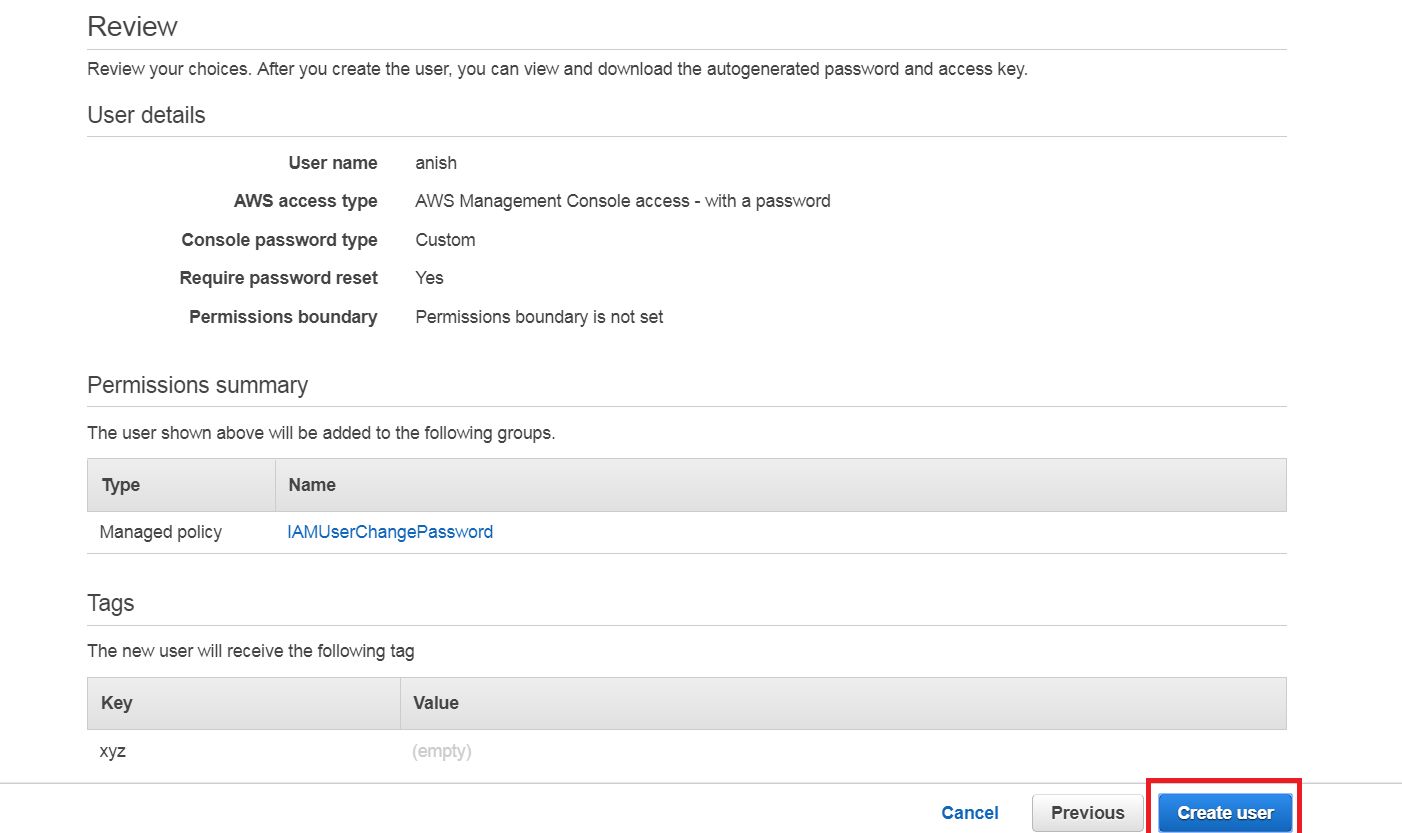 Review
Review your choices. After you create the user, you can view and download the autogenerated password and access key.
User details
User name anish
AWS access type AWS Management Console access - with a password
Console password type Custom
Require password reset Yes
Permissions boundary Permissions boundary is not set
Permissions summary
The user shown above will be added to the following groups.
Type Name
Managed policy IAMUserChangePassword
Tags
The new user will receive the following tag
Key Value
xyz (empty)
Cancel Previous Create user